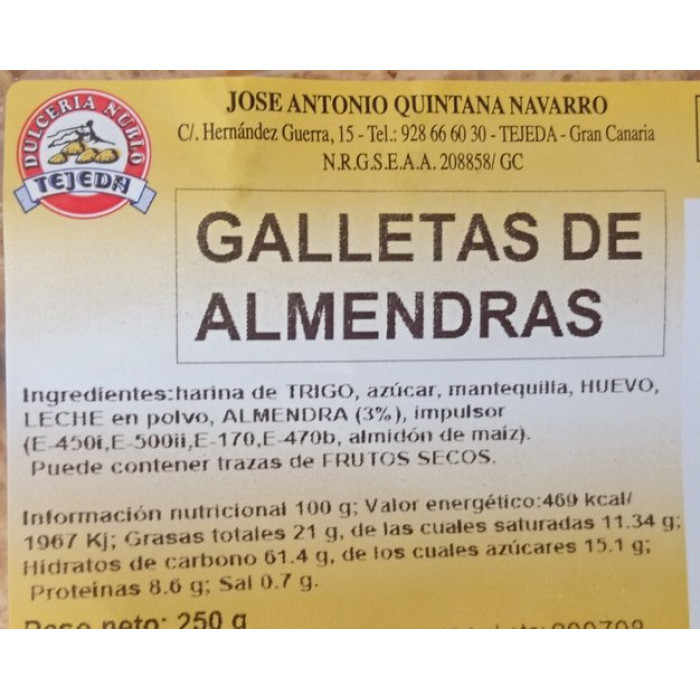 DULCERIA NUBLO
TEJEDA
JOSE ANTONIO QUINTANA NAVARRO
C/. Hernández Guerra, 15 - Tel.: 928 66 60 30 - TEJEDA - Gran Canaria
N.R.G.S.E.A.A. 208858/ GC
GALLETAS DE
ALMENDRAS
Ingredientes:harina de TRIGO, azúcar, mantequilla, HUEVO,
LECHE en polvo, ALMENDRA (3%), impulsor
(E-450i,E-500ii,E-170,E-470b, almidón de maíz).
Puede contener trazas de FRUTOS SECOS.
Información nutricional 100 g; Valor energético:469 kcal/
1967 Kj; Grasas totales 21 g, de las cuales saturadas 11.34 g;
Hidratos de carbono 61.4 g, de los cuales azúcares 15.1 g;
Proteínas 8.6 g; Sal 0.7 g.
Peso neto: 250 g